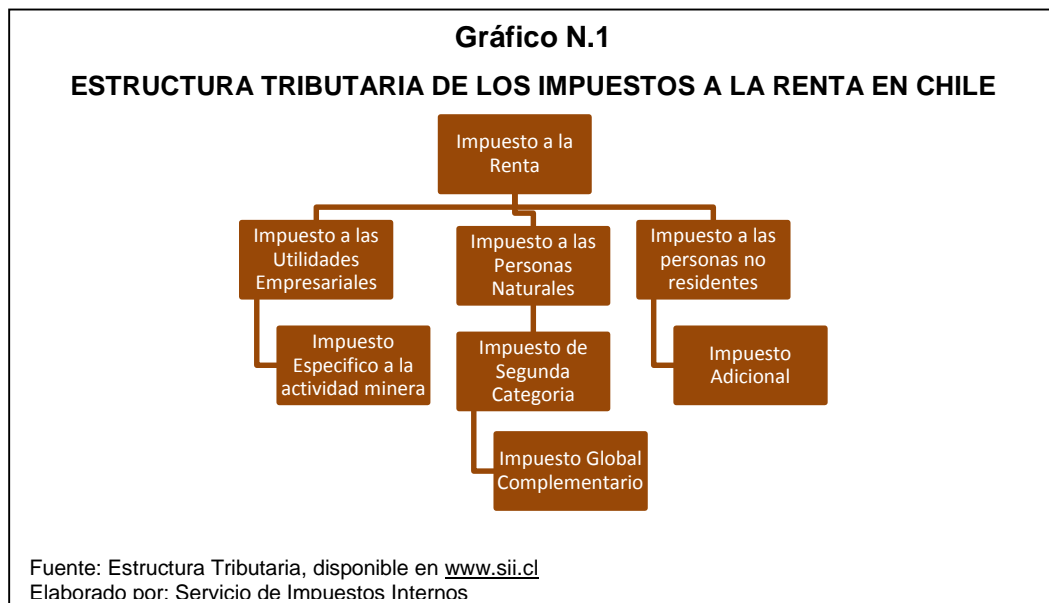 Gráfico N.1
ESTRUCTURA TRIBUTARIA DE LOS IMPUESTOS A LA RENTA EN CHILE
Impuesto a la
Renta
Impuesto a las
Utilidades
Empresariales
Impuesto a las
Personas
Naturales
Impuesto a las
personas no
residentes
Impuesto
Especifico a la
actividad minera
Impuesto de
Segunda
Categoria
Impuesto
Adicional
Impuesto Global
Complementario
Fuente: Estructura Tributaria, disponible en www.sii.cl
Elaborado por: Servicio de Impuestos Internos